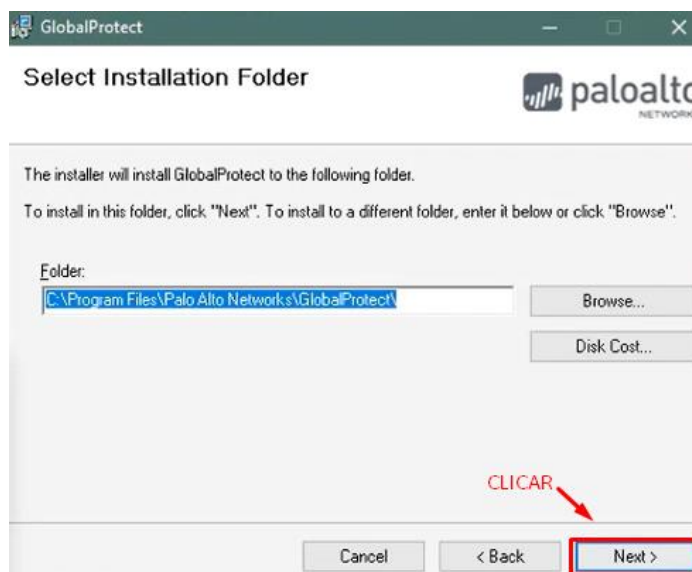 GlobalProtect
Select Installation Folder
paloalto
NETWORKS
The installer will install GlobalProtect to the following folder.
To install in this folder, click "Next". To install to a different folder, enter it below or click "Browse".
Folder:
C:\Program Files\Palo Alto Networks\GlobalProtect\
Browse...
Disk Cost...
CLICAR
Cancel
< Back
Next >